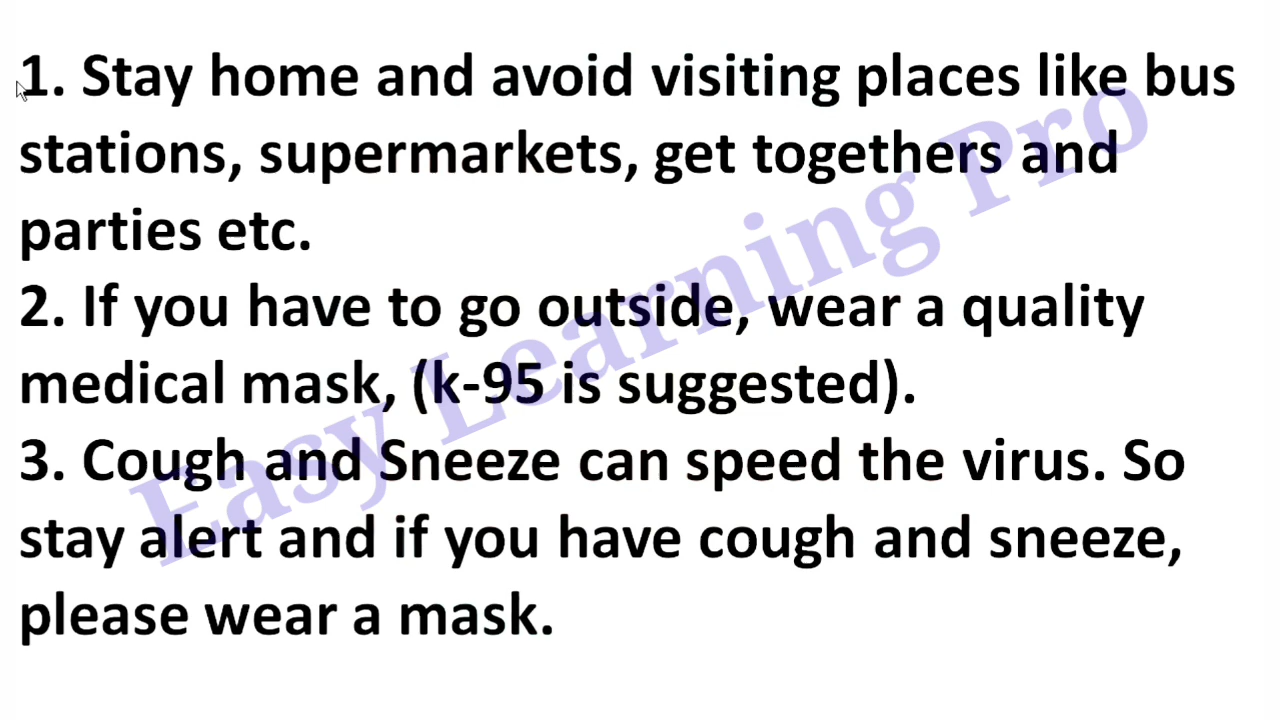 1. Stay home and avoid visiting places like bus
stations, supermarkets, get togethers and
parties etc.
2. If you have to go outside, wear a quality
medical mask, (k-95 is suggested).
3. Cough and Sneeze can speed the virus. So
stay alert and if you have cough and sneeze,
please wear a mask.
Easy Learning Pro